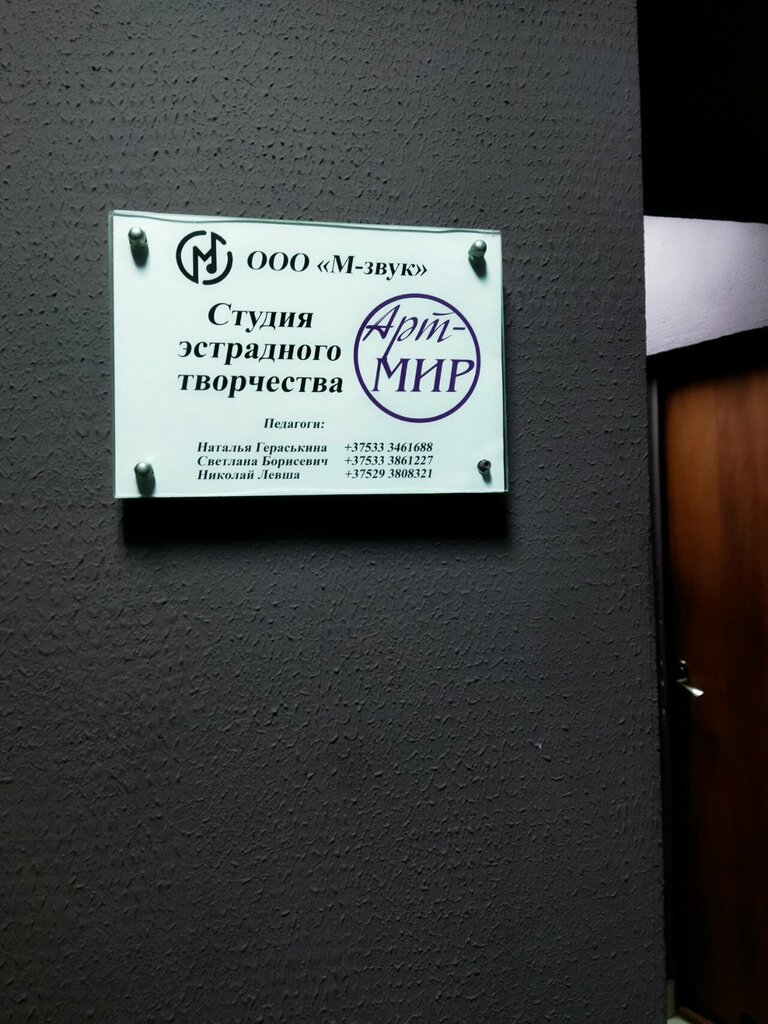 ООО «М-звук»
Студия
эстрадного
творчества
Арт-
МИР
Педагоги:
Наталья Гераськина +37533 3461688
Светлана Борисевич +37533 3861227
Николай Левша +37529 3808321